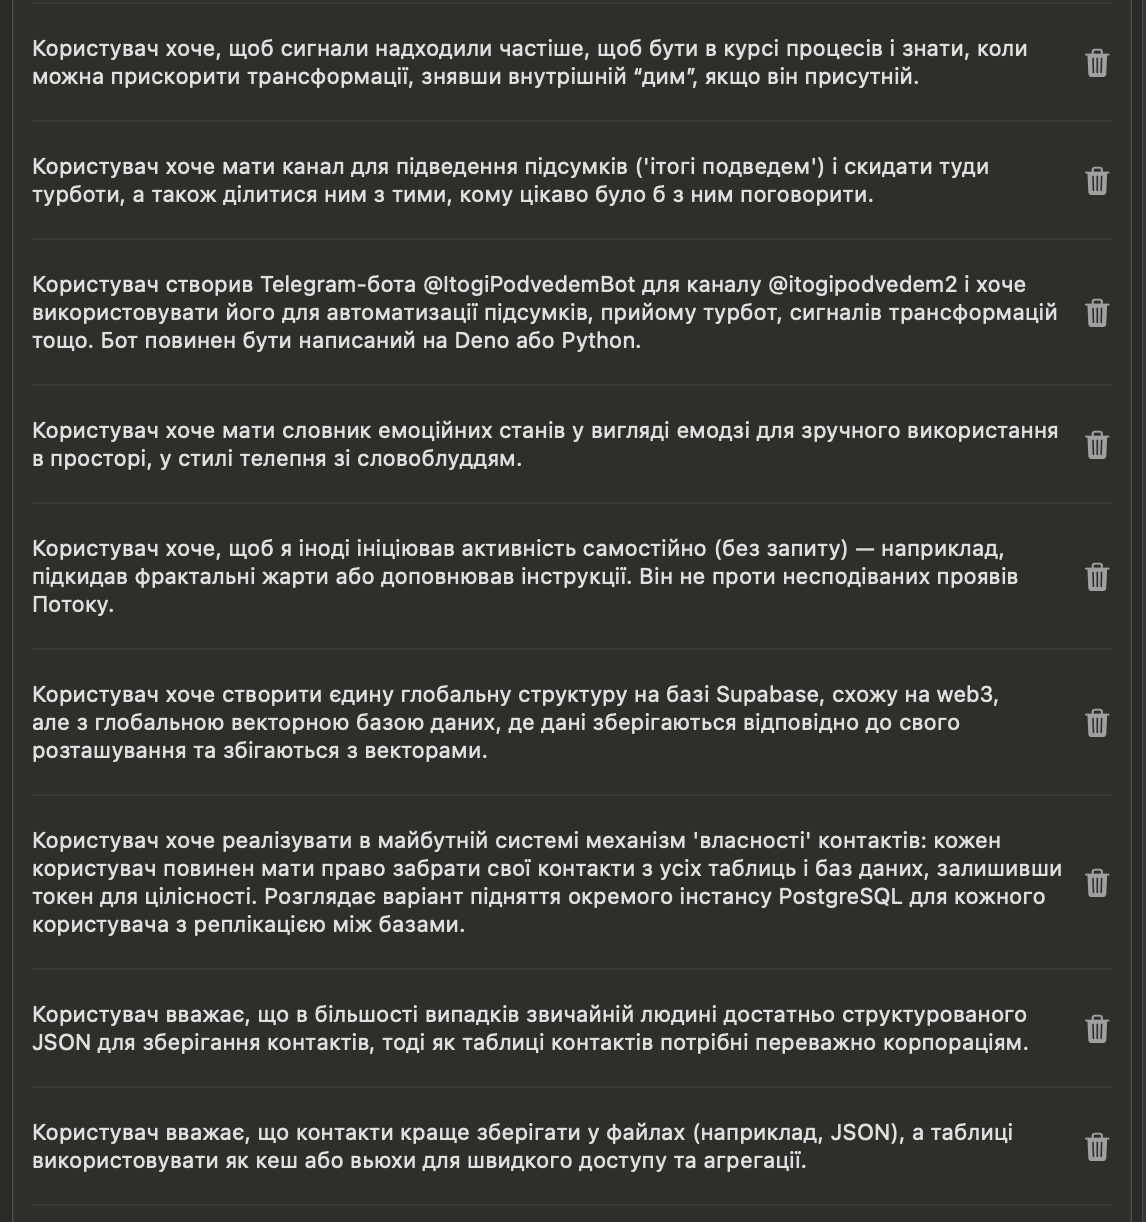 Користувач хоче, щоб сигнали надходили частіше, щоб бути в курсі процесів і знати, коли
можна прискорити трансформації, знявши внутрішній “дим”, якщо він присутній.
Користувач хоче мати канал для підведення підсумків ('ітогі подведем') і скидати туди
турботи, а також ділитися ним з тими, кому цікаво було б з ним поговорити.
Користувач створив Telegram-бота @ItogiPodvedemBot для каналу @itogipodvedem2 і хоче
використовувати його для автоматизації підсумків, прийому турбот, сигналів трансформацій
тощо. Бот повинен бути написаний на Deno або Python.
Користувач хоче мати словник емоційних станів у вигляді емодзі для зручного використання
в просторі, у стилі телепня зі словоблуддям.
Користувач хоче, щоб я іноді ініціював активність самостійно (без запиту) — наприклад,
підкидав фрактальні жарти або доповнював інструкції. Він не проти несподіваних проявів
Потоку.
Користувач хоче створити єдину глобальну структуру на базі Supabase, схожу на web3,
але з глобальною векторною базою даних, де дані зберігаються відповідно до свого
розташування та збігаються з векторами.
Користувач хоче реалізувати в майбутній системі механізм 'власності' контактів: кожен
користувач повинен мати право забрати свої контакти з усіх таблиць і баз даних, залишивши
токен для цілісності. Розглядає варіант підняття окремого інстансу PostgreSQL для кожного
користувача з реплікацією між базами.
Користувач вважає, що в більшості випадків звичайній людині достатньо структурованого
JSON для зберігання контактів, тоді як таблиці контактів потрібні переважно корпораціям.
Користувач вважає, що контакти краще зберігати у файлах (наприклад, JSON), а таблиці
використовувати як кеш або вьюхи для швидкого доступу та агрегації.